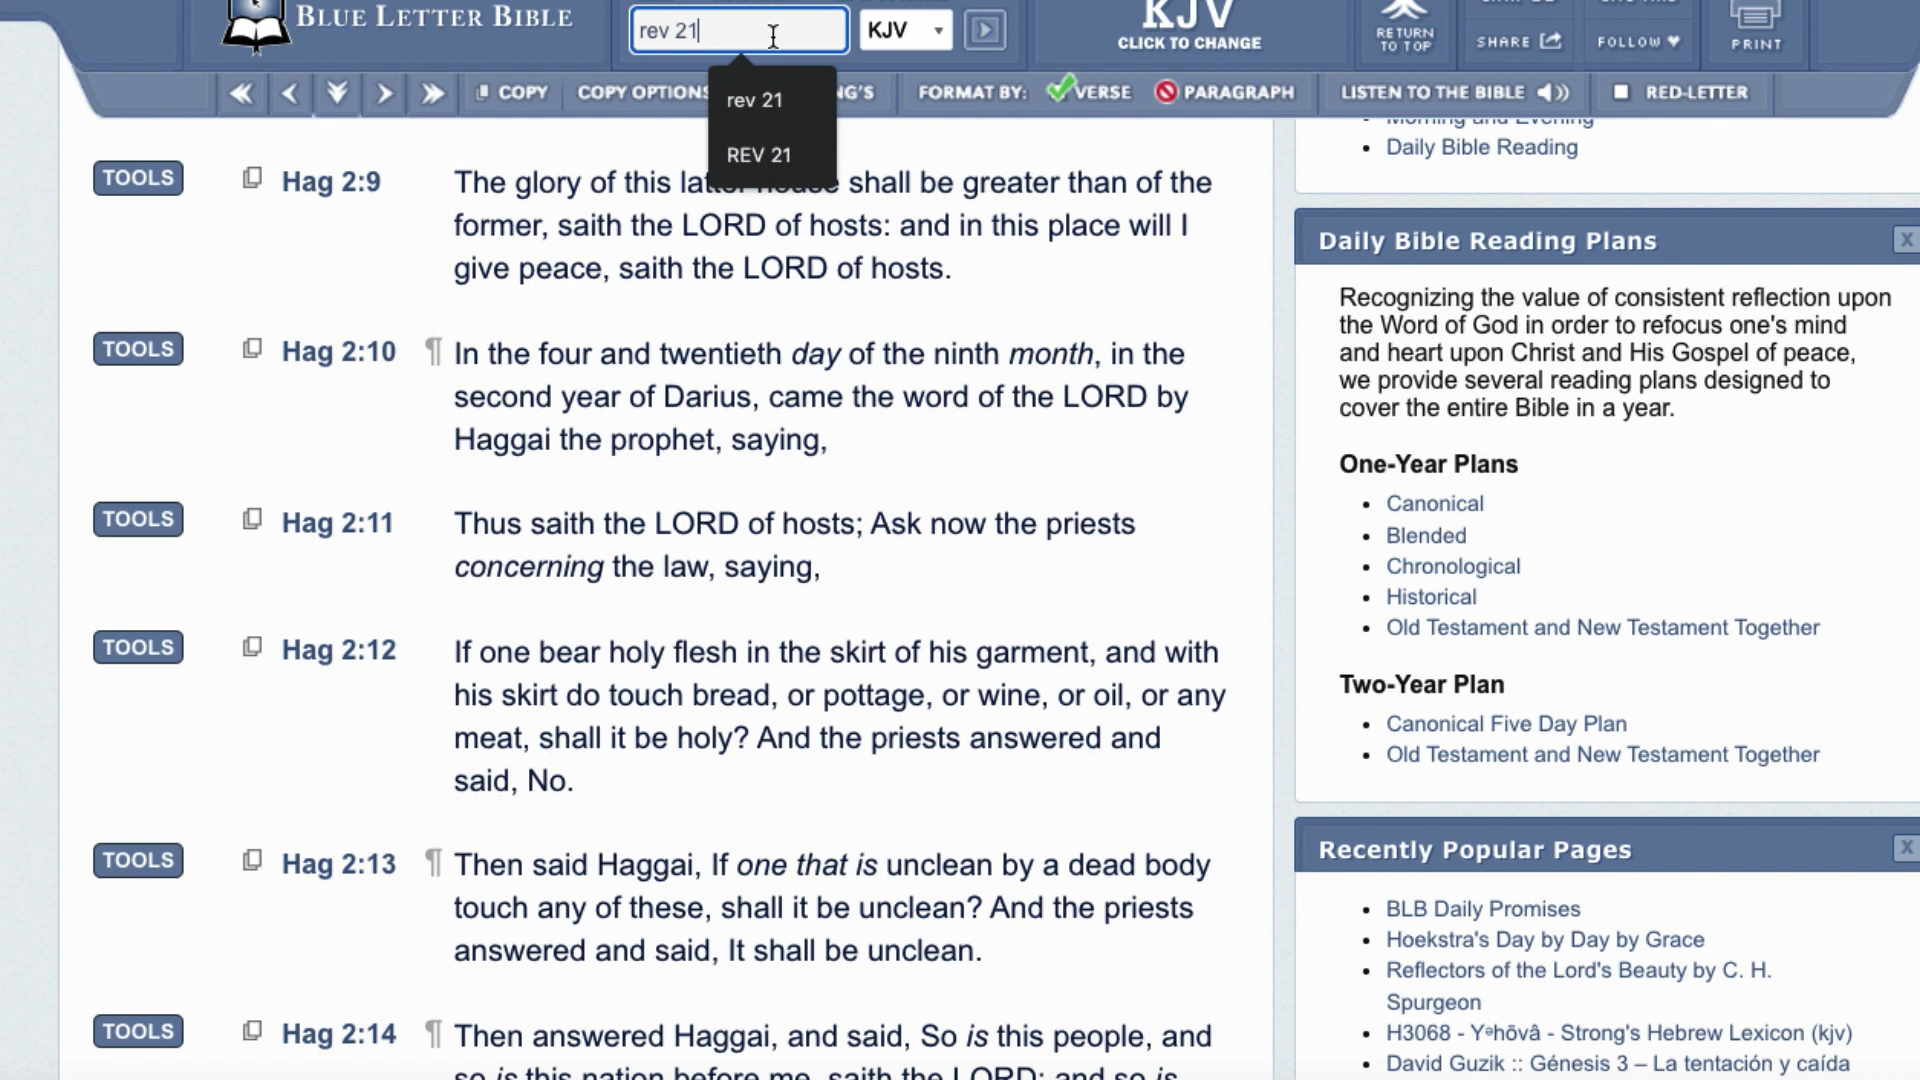 BLUE LETTER BIBLE
rev 21
KJV
KJV
CLICK TO CHANGE
RETURN
TO TOP
SHARE
FOLLOW
PRINT
COPY
COPY OPTIONS
G'S
FORMAT BY:
VERSE
PARAGRAPH
LISTEN TO THE BIBLE
RED-LETTER
rev 21
REV 21
TOOLS
Hag 2:9
The glory of this latter house shall be greater than of the
former, saith the LORD of hosts: and in this place will I
give peace, saith the LORD of hosts.
TOOLS
Hag 2:10
¶ In the four and twentieth day of the ninth month, in the
second year of Darius, came the word of the LORD by
Haggai the prophet, saying,
TOOLS
Hag 2:11
Thus saith the LORD of hosts; Ask now the priests
concerning the law, saying,
TOOLS
Hag 2:12
If one bear holy flesh in the skirt of his garment, and with
his skirt do touch bread, or pottage, or wine, or oil, or any
meat, shall it be holy? And the priests answered and
said, No.
TOOLS
Hag 2:13
¶ Then said Haggai, If one that is unclean by a dead body
touch any of these, shall it be unclean? And the priests
answered and said, It shall be unclean.
TOOLS
Hag 2:14
¶ Then answered Haggai, and said, So is this people, and
so is this nation before me, saith the LORD; and so is
Morning and Evening
Daily Bible Reading
Daily Bible Reading Plans
X
Recognizing the value of consistent reflection upon
the Word of God in order to refocus one's mind
and heart upon Christ and His Gospel of peace,
we provide several reading plans designed to
cover the entire Bible in a year.
One-Year Plans
Canonical
Blended
Chronological
Historical
Old Testament and New Testament Together
Two-Year Plan
Canonical Five Day Plan
Old Testament and New Testament Together
Recently Popular Pages
X
BLB Daily Promises
Hoekstra's Day by Day by Grace
Reflectors of the Lord's Beauty by C. H.
Spurgeon
H3068 - Yᵊhōvâ - Strong's Hebrew Lexicon (kjv)
David Guzik :: Génesis 3 – La tentación y caída